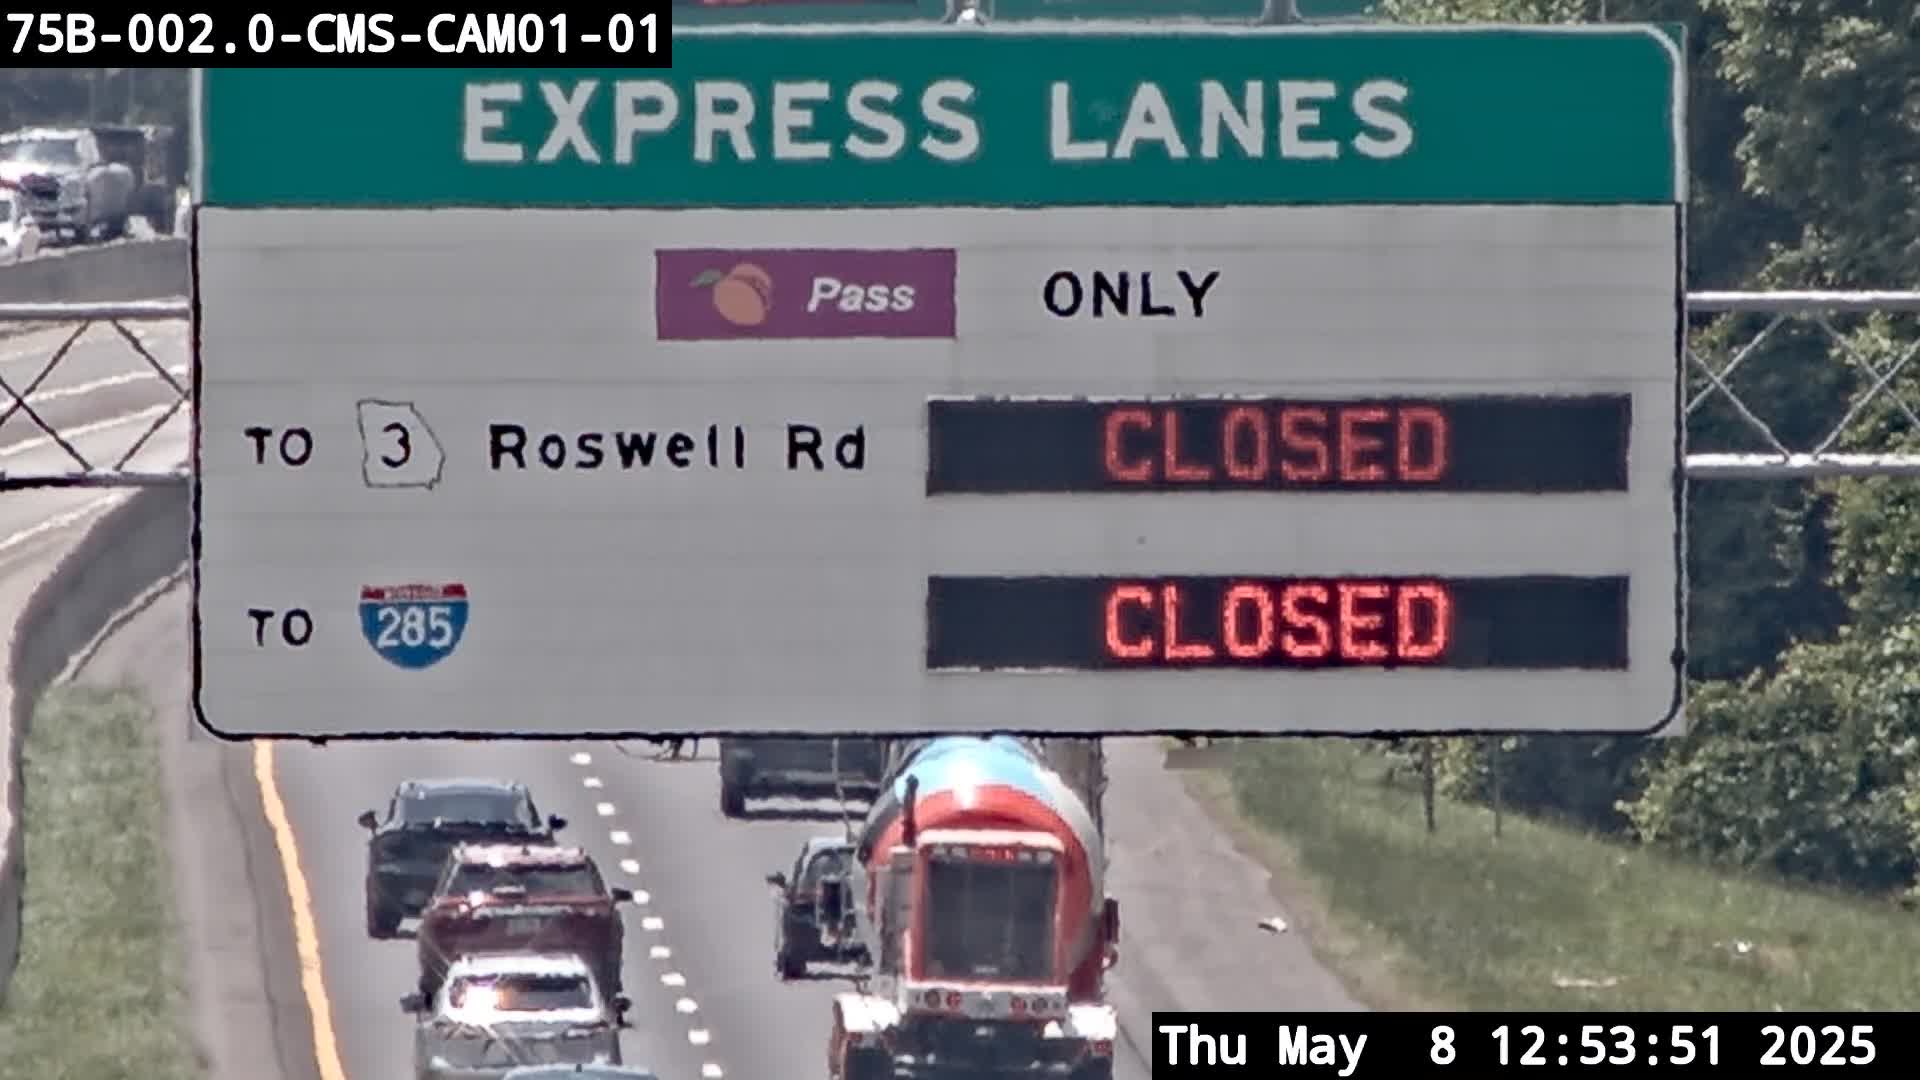 75B-002.0-CMS-CAM01-01
EXPRESS LANES
Pass ONLY
TO 3 Roswell Rd CLOSED
TO 285 CLOSED
Thu May 8 12:53:51 2025